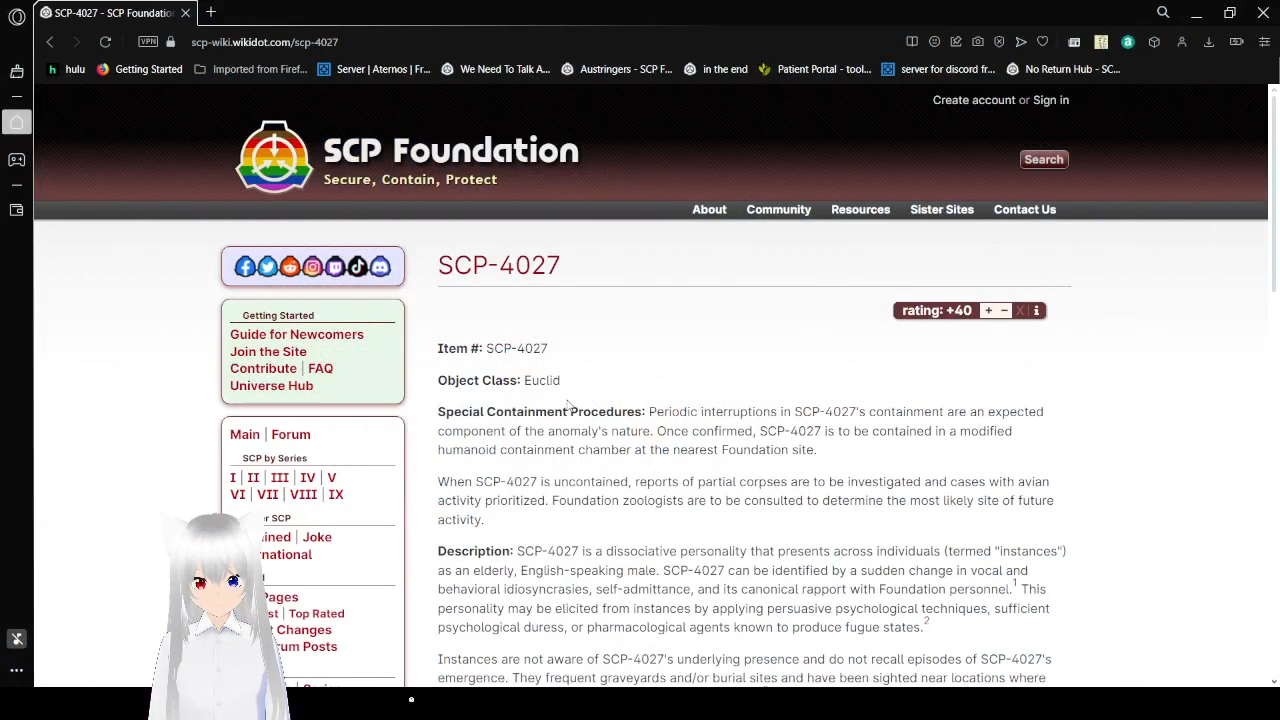 SCP-4027 - SCP Foundatio
VPN
scp-wiki.wikidot.com/scp-4027
h hulu
Getting Started
Imported from Firef...
Server | Aternos | Fr...
We Need To Talk A...
Austringers - SCP F...
in the end
Patient Portal - tool...
server for discord fr...
No Return Hub - SC...
Create account or Sign in
SCP Foundation
Secure, Contain, Protect
Search
About
Community
Resources
Sister Sites
Contact Us
SCP-4027
rating: +40 + − X i
Getting Started
Guide for Newcomers
Join the Site
Contribute | FAQ
Universe Hub
Main | Forum
SCP by Series
I | II | III | IV | V
VI | VII | VIII | IX
er SCP
ained | Joke
rnational
Pages
st | Top Rated
Changes
rum Posts
Item #: SCP-4027
Object Class: Euclid
Special Containment Procedures: Periodic interruptions in SCP-4027's containment are an expected
component of the anomaly's nature. Once confirmed, SCP-4027 is to be contained in a modified
humanoid containment chamber at the nearest Foundation site.
When SCP-4027 is uncontained, reports of partial corpses are to be investigated and cases with avian
activity prioritized. Foundation zoologists are to be consulted to determine the most likely site of future
activity.
Description: SCP-4027 is a dissociative personality that presents across individuals (termed "instances")
as an elderly, English-speaking male. SCP-4027 can be identified by a sudden change in vocal and
behavioral idiosyncrasies, self-admittance, and its canonical rapport with Foundation personnel.1 This
personality may be elicited from instances by applying persuasive psychological techniques, sufficient
psychological duress, or pharmacological agents known to produce fugue states.2
Instances are not aware of SCP-4027's underlying presence and do not recall episodes of SCP-4027's
emergence. They frequent graveyards and/or burial sites and have been sighted near locations where